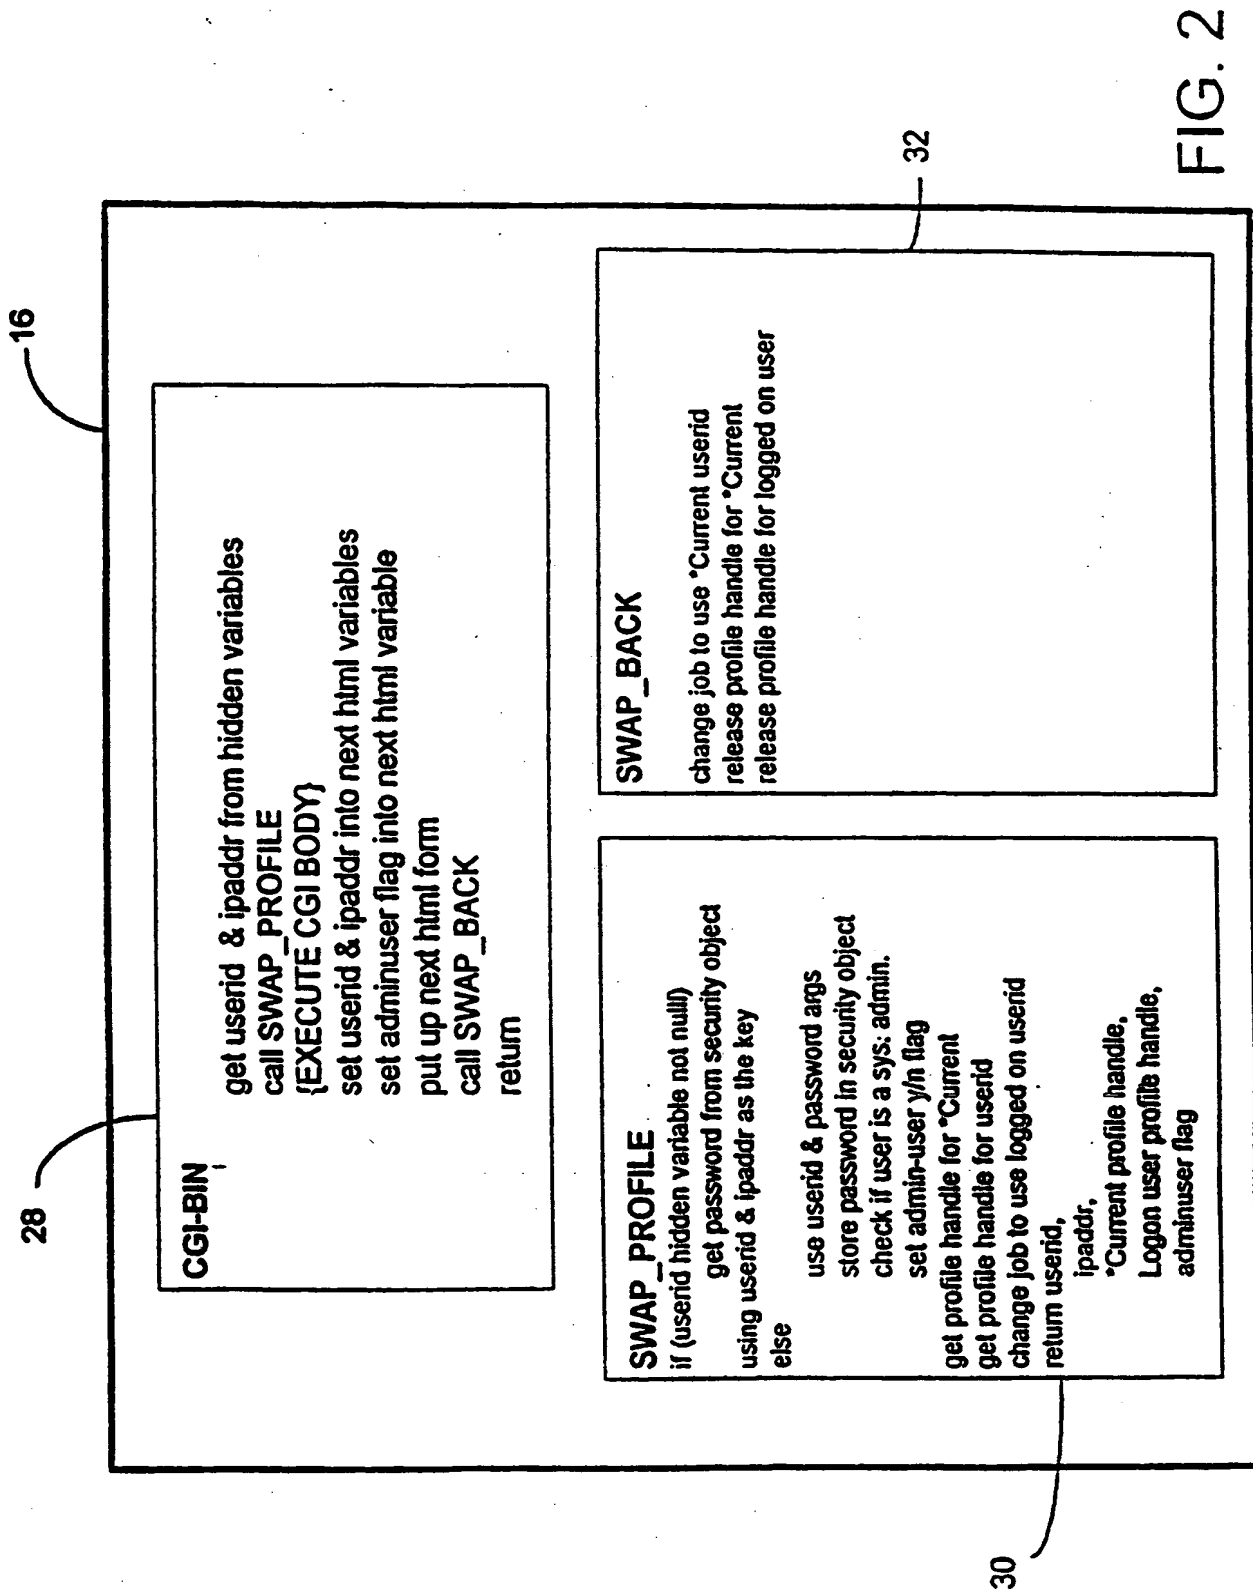 16
28
CGI-BIN
get userid & ipaddr from hidden variables
call SWAP_PROFILE
{EXECUTE CGI BODY}
set userid & ipaddr into next html variables
set adminuser flag into next html variable
put up next html form
call SWAP_BACK
return
SWAP_PROFILE
if (userid hidden variable not null)
get password from security object
using userid & ipaddr as the key
else
use userid & password args
store password in security object
check if user is a sys: admin.
set admin-user y/n flag
get profile handle for *Current
get profile handle for userid
change job to use logged on userid
return userid,
ipaddr,
*Current profile handle,
Logon user profile handle,
adminuser flag
30
SWAP_BACK
change job to use *Current userid
release profile handle for *Current
release profile handle for logged on user
32
FIG. 2